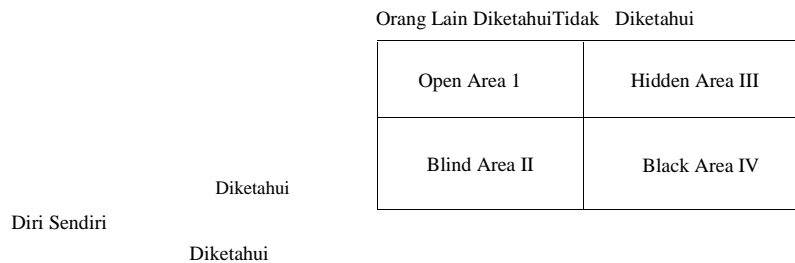 Orang Lain DiketahuiTidak Diketahui
Open Area 1 Hidden Area III
Blind Area II Black Area IV
Diketahui
Diri Sendiri
Diketahui